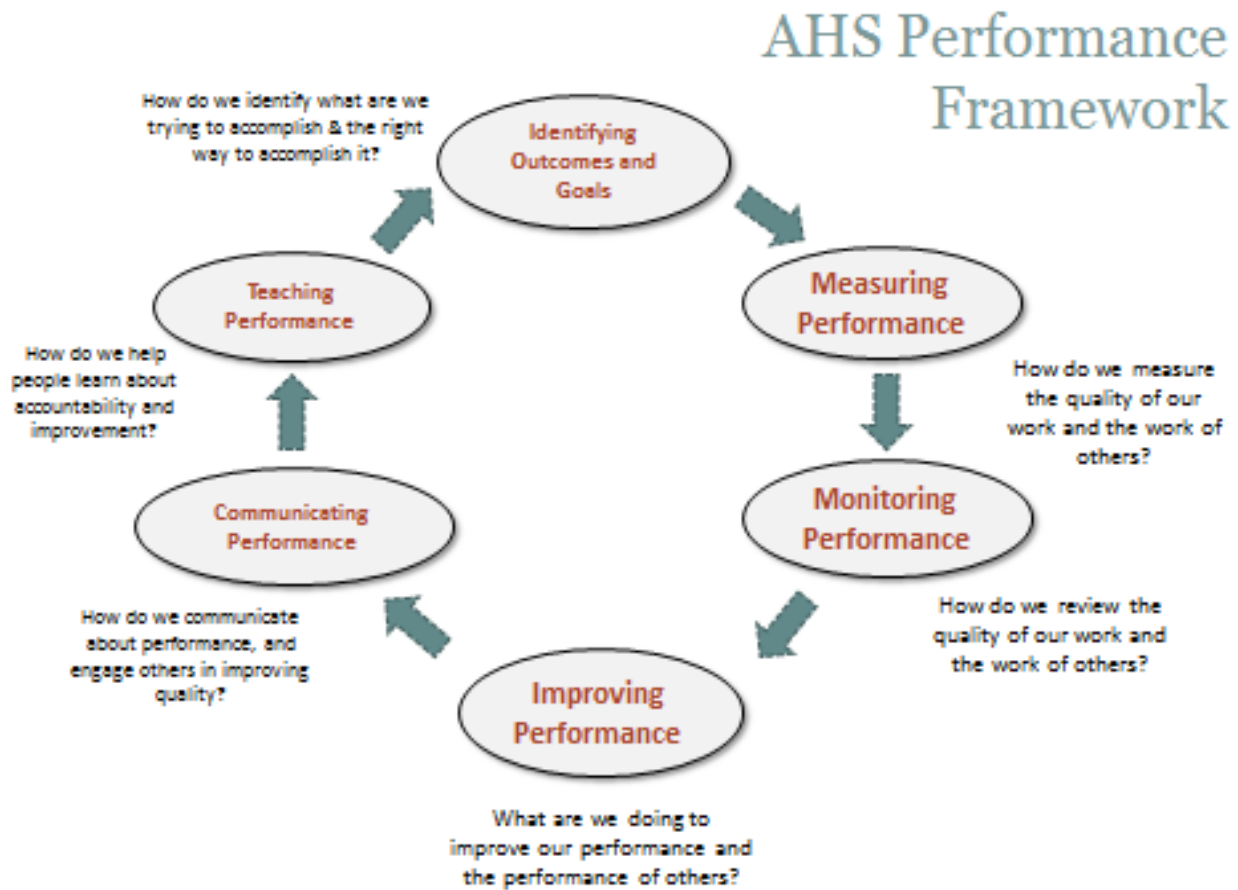 AHS Performance
Framework
How do we identify what are we
trying to accomplish & the right
way to accomplish it?
Identifying
Outcomes and
Goals
Measuring
Performance
How do we measure
the quality of our
work and the work of
others?
Monitoring
Performance
How do we review the
quality of our work and
the work of others?
Improving
Performance
What are we doing to
improve our performance and
the performance of others?
Communicating
Performance
How do we communicate
about performance, and
engage others in improving
quality?
Teaching
Performance
How do we help
people learn about
accountability and
improvement?